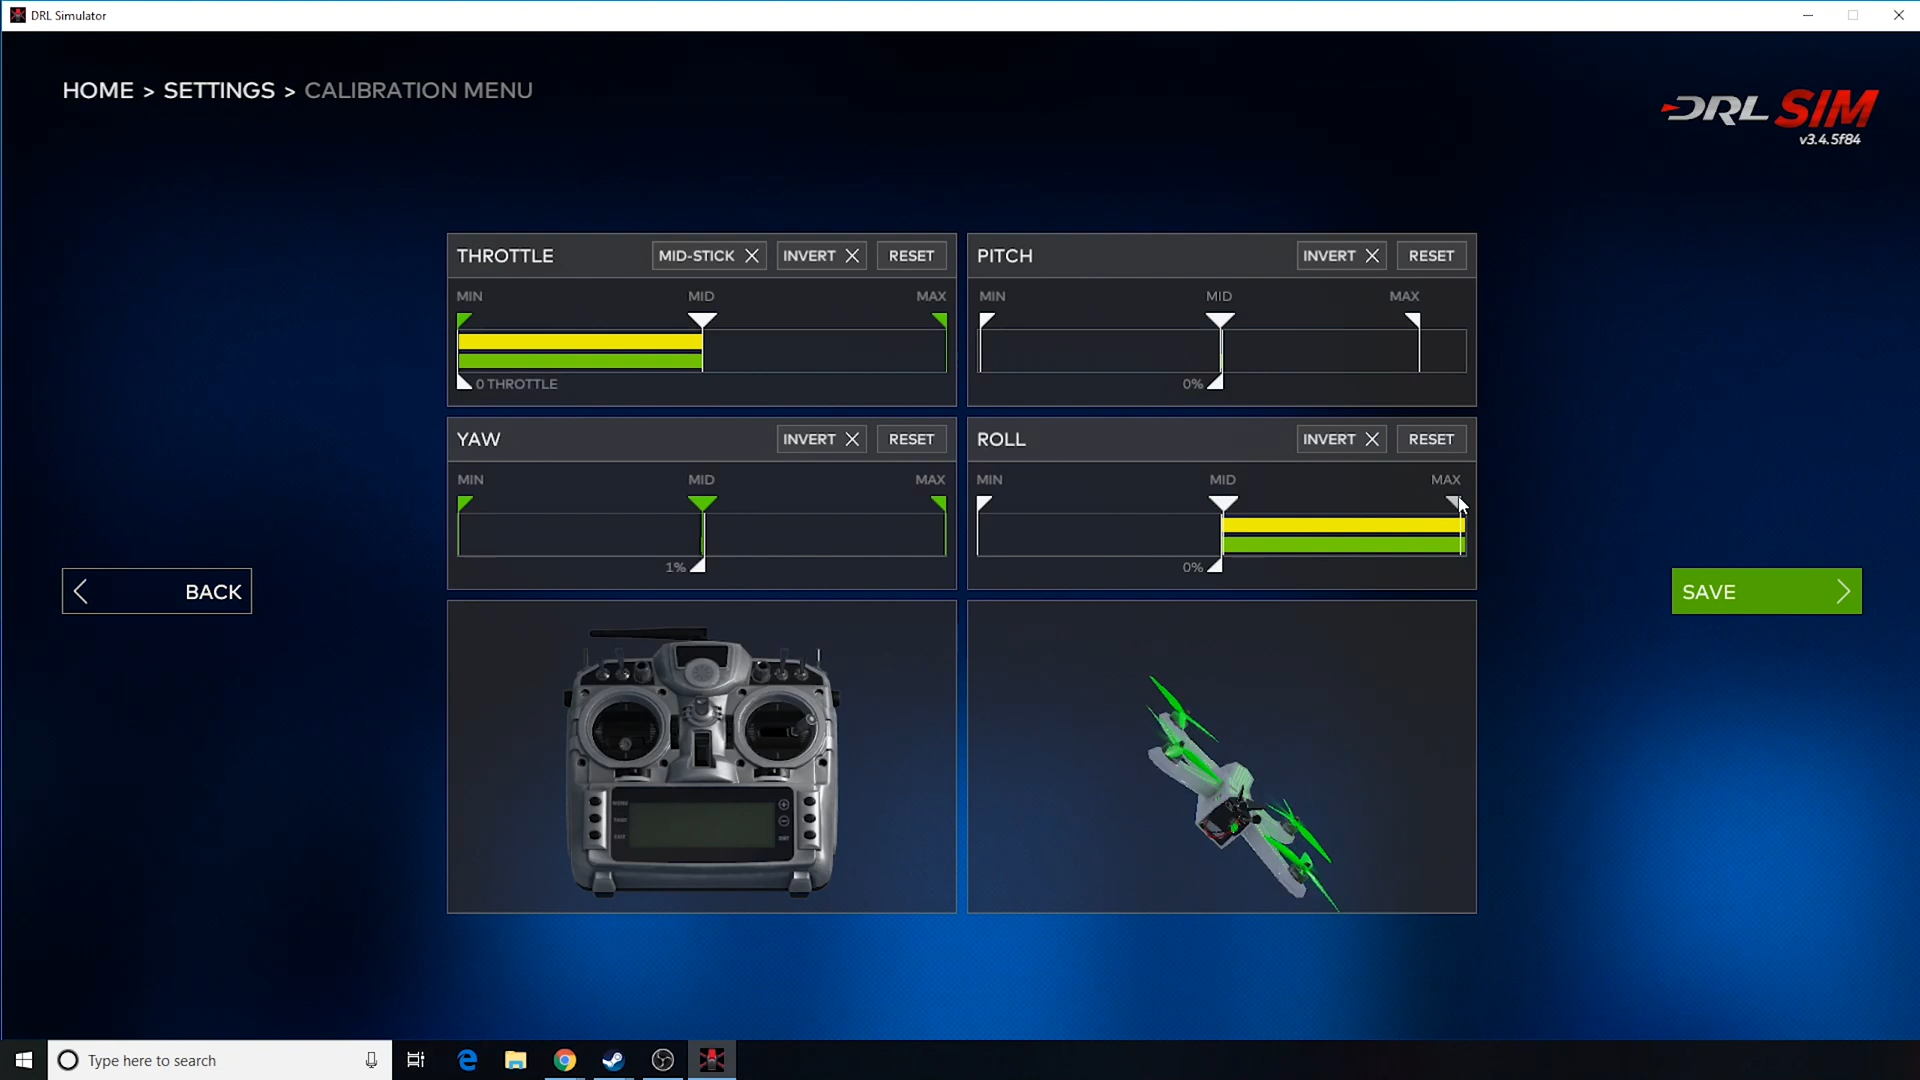 DRL Simulator
HOME > SETTINGS > CALIBRATION MENU
DRL SIM
v3.4.5f84
THROTTLE MID-STICK INVERT RESET
MIN MID MAX
0 THROTTLE
PITCH INVERT RESET
MIN MID MAX
0%
YAW INVERT RESET
MIN MID MAX
1%
ROLL INVERT RESET
MIN MID MAX
0%
BACK
SAVE
Type here to search